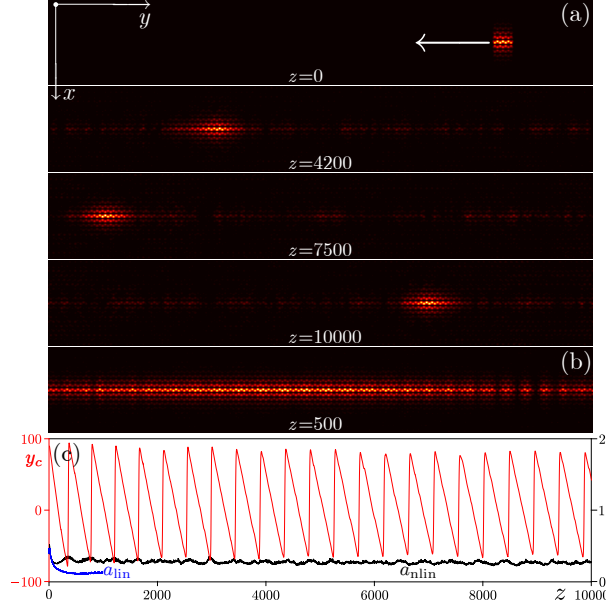 (a)
y
x
z=0
z=4200
z=7500
z=10000
(b)
z=500
100 (c) 2
y_c
0 1
−100 a_lin a_nlin 0
0 2000 4000 6000 8000 z 10000